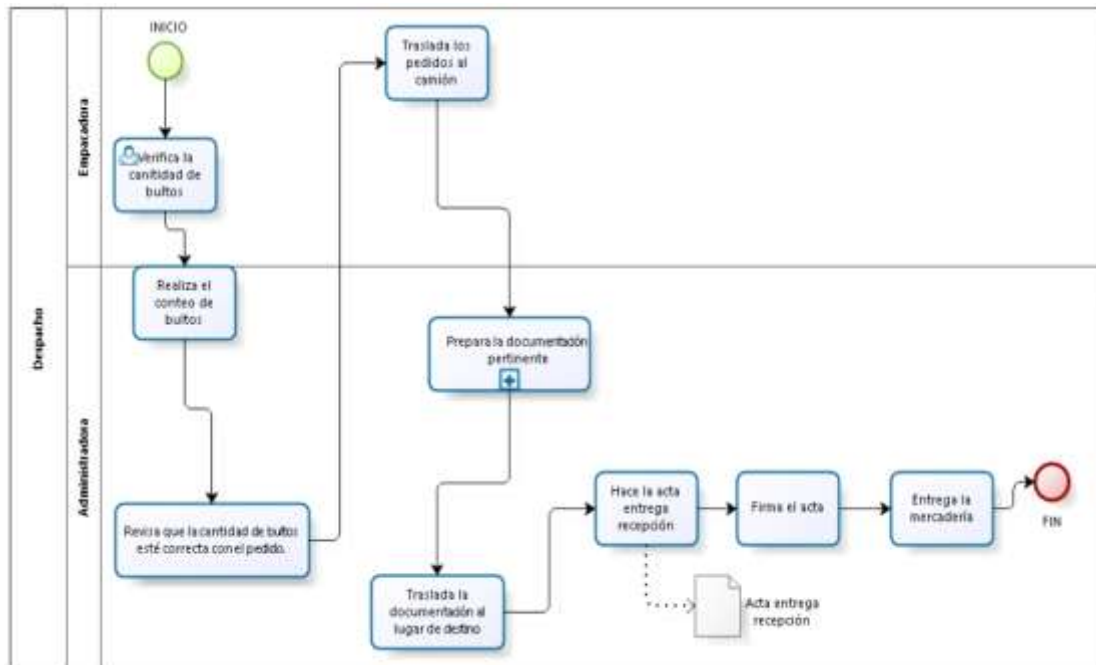 Despacho
Empacadora
INICIO
Verifica la
canitidad de
bultos
Traslada los
pedidos al
camión
Administradora
Realiza el
conteo de
bultos
Revisa que la cantidad de bultos
esté correcta con el pedido.
Prepara la documentación
pertinente
Traslada la
documentación al
lugar de destino
Hace la acta
entrega
recepción
Acta entrega
recepción
Firma el acta
Entrega la
mercadería
FIN